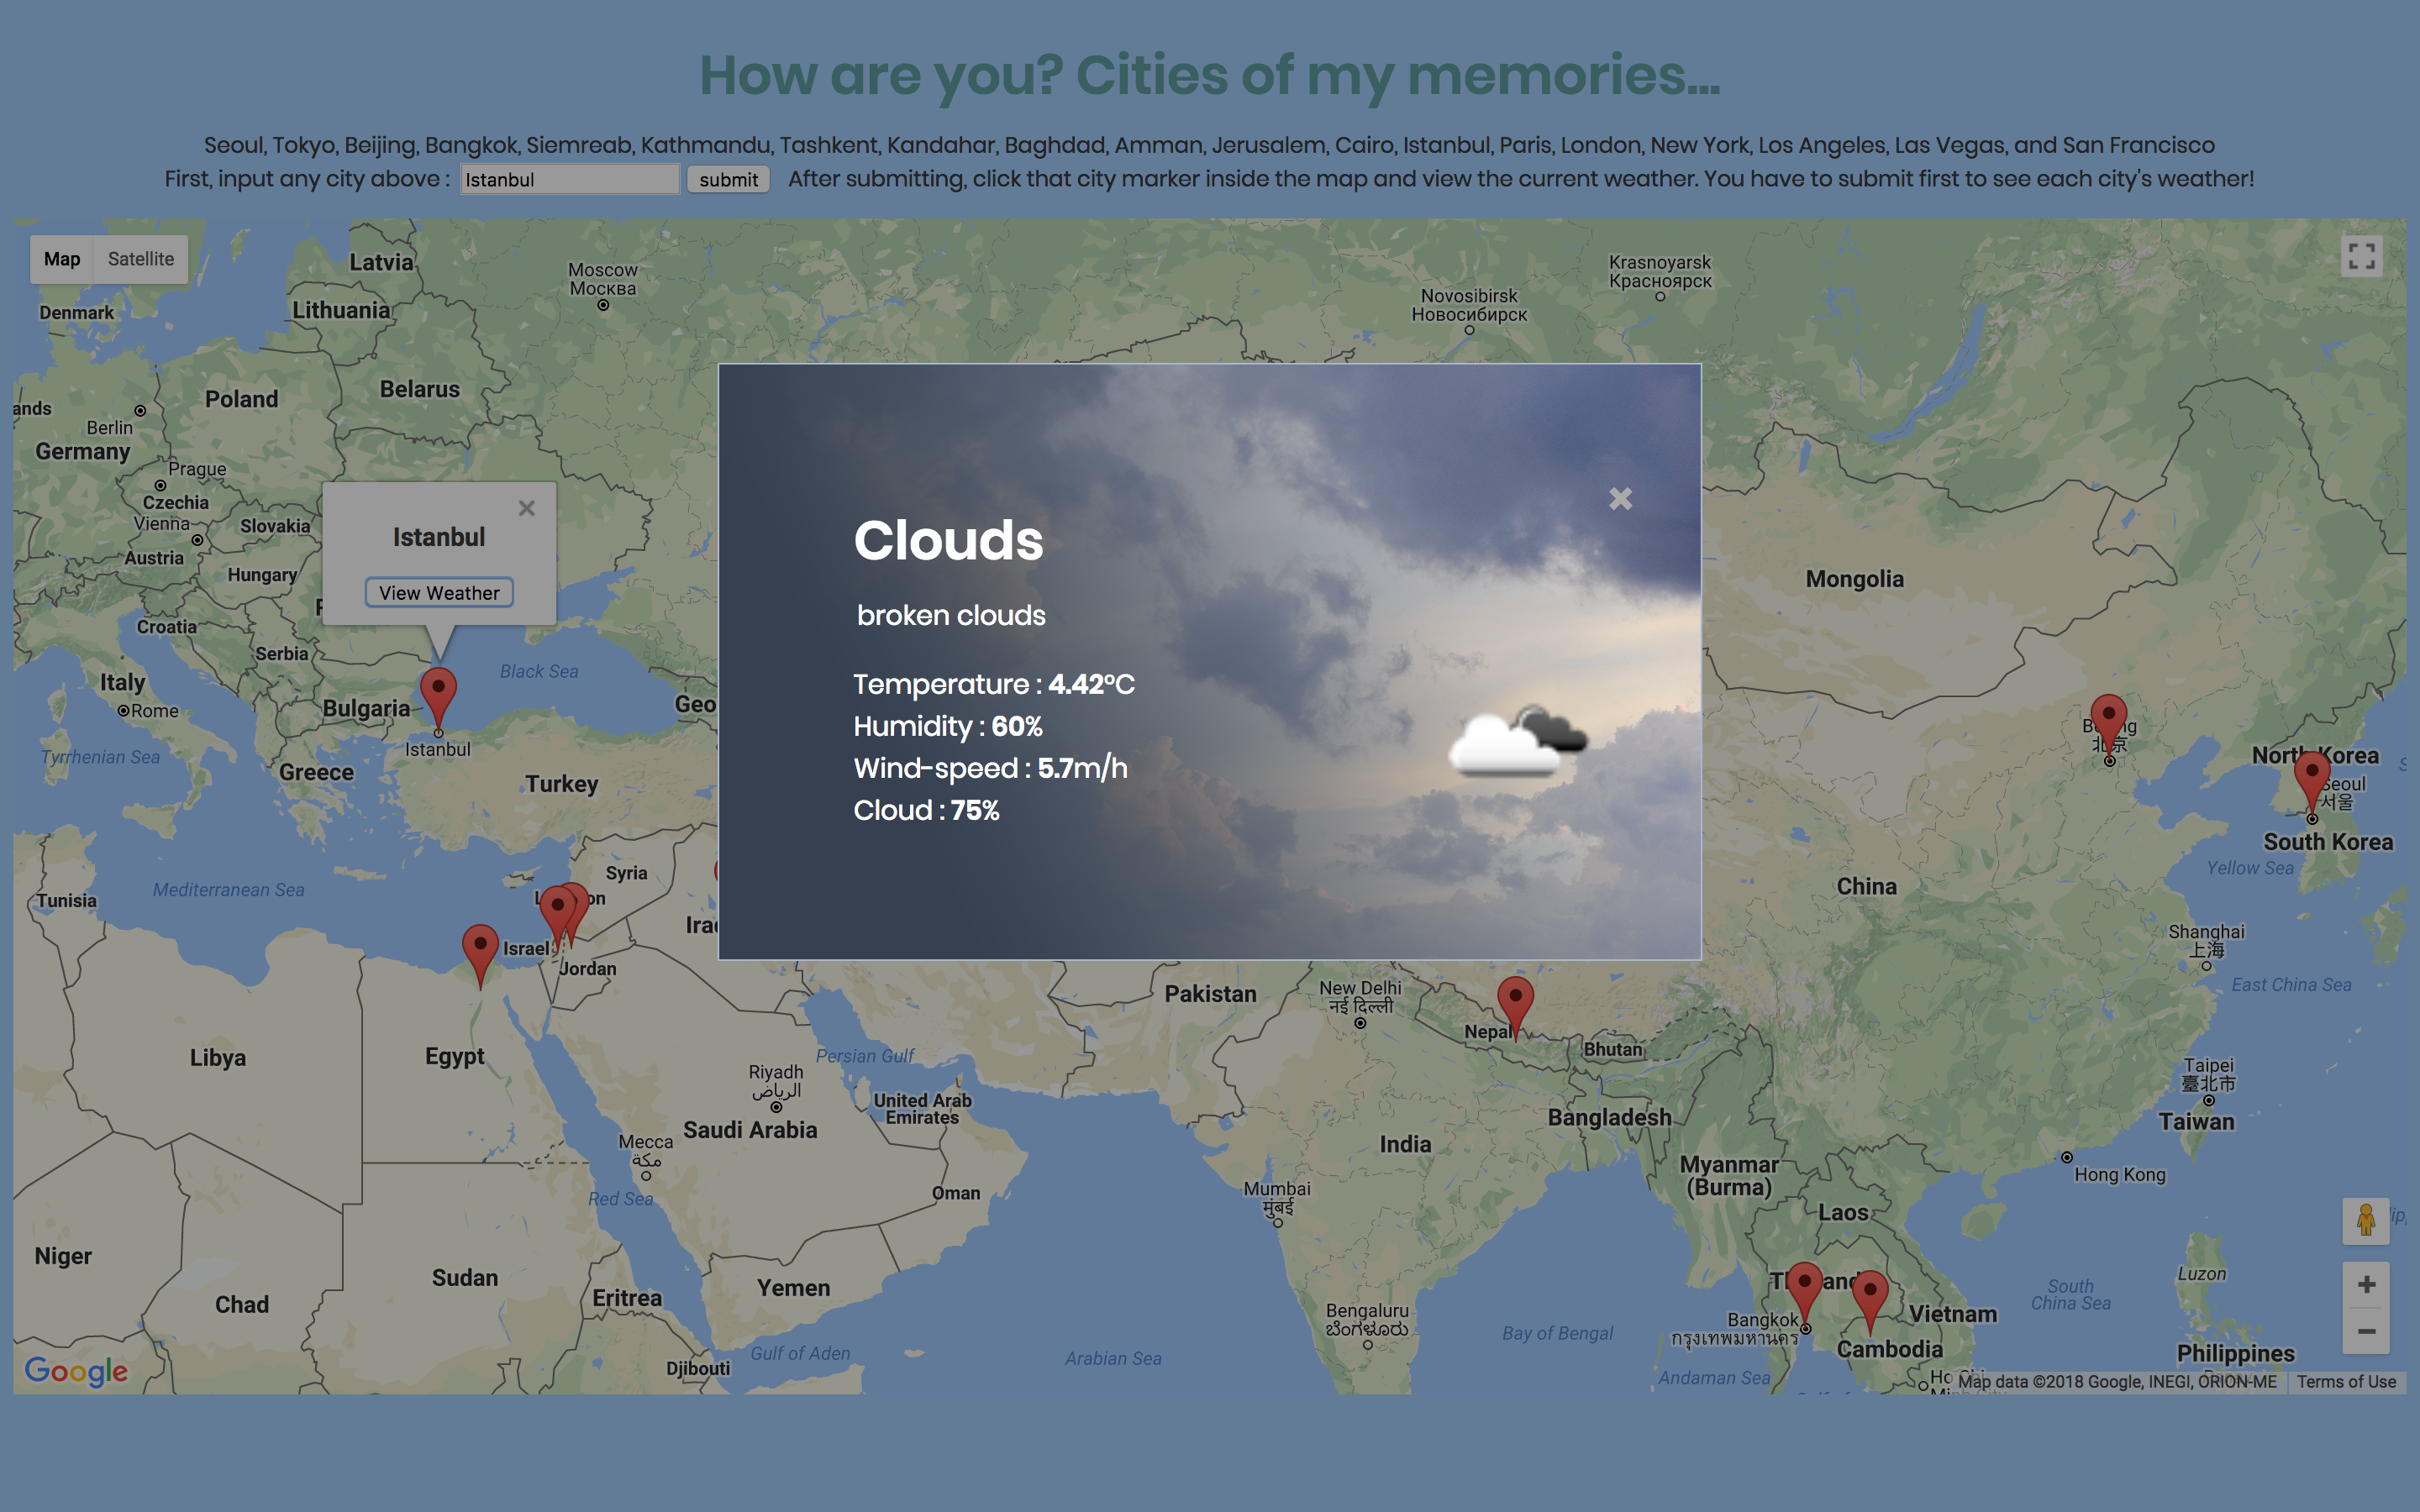 How are you? Cities of my memories...
Seoul, Tokyo, Beijing, Bangkok, Siemreab, Kathmandu, Tashkent, Kandahar, Baghdad, Amman, Jerusalem, Cairo, Istanbul, Paris, London, New York, Los Angeles, Las Vegas, and San Francisco
First, input any city above : Istanbul submit After submitting, click that city marker inside the map and view the current weather. You have to submit first to see each city's weather!
Map Satellite
Latvia
Moscow
Москва
Krasnoyarsk
Красноярск
Denmark
Lithuania
Novosibirsk
Новосибирск
Belarus
Poland
Berlin
Germany
Prague
Czechia
Vienna
Slovakia
Austria
Hungary
Croatia
Serbia
Italy
Rome
Bulgaria
Black Sea
Istanbul
View Weather
Istanbul
Tyrrhenian Sea
Greece
Turkey
Clouds
broken clouds
Temperature : 4.42°C
Humidity : 60%
Wind-speed : 5.7m/h
Cloud : 75%
Mongolia
北京
North Korea
Seoul
서울
South Korea
Yellow Sea
China
Shanghai
上海
East China Sea
Syria
Mediterranean Sea
Tunisia
Israel
Jordan
Libya
Egypt
Persian Gulf
Riyadh
الرياض
United Arab
Emirates
Saudi Arabia
Mecca
مكة
Red Sea
Oman
Niger
Chad
Sudan
Eritrea
Yemen
Djibouti
Gulf of Aden
Arabian Sea
Pakistan
New Delhi
नई दिल्ली
Nepal
Bhutan
Bangladesh
India
Mumbai
मुंबई
Bengaluru
ಬೆಂಗಳೂರು
Bay of Bengal
Myanmar
(Burma)
Laos
Taipei
臺北市
Taiwan
Hong Kong
Bangkok
กรุงเทพมหานคร
Vietnam
Cambodia
Andaman Sea
South
China Sea
Luzon
Philippines
Google
Map data ©2018 Google, INEGI, ORION-ME Terms of Use